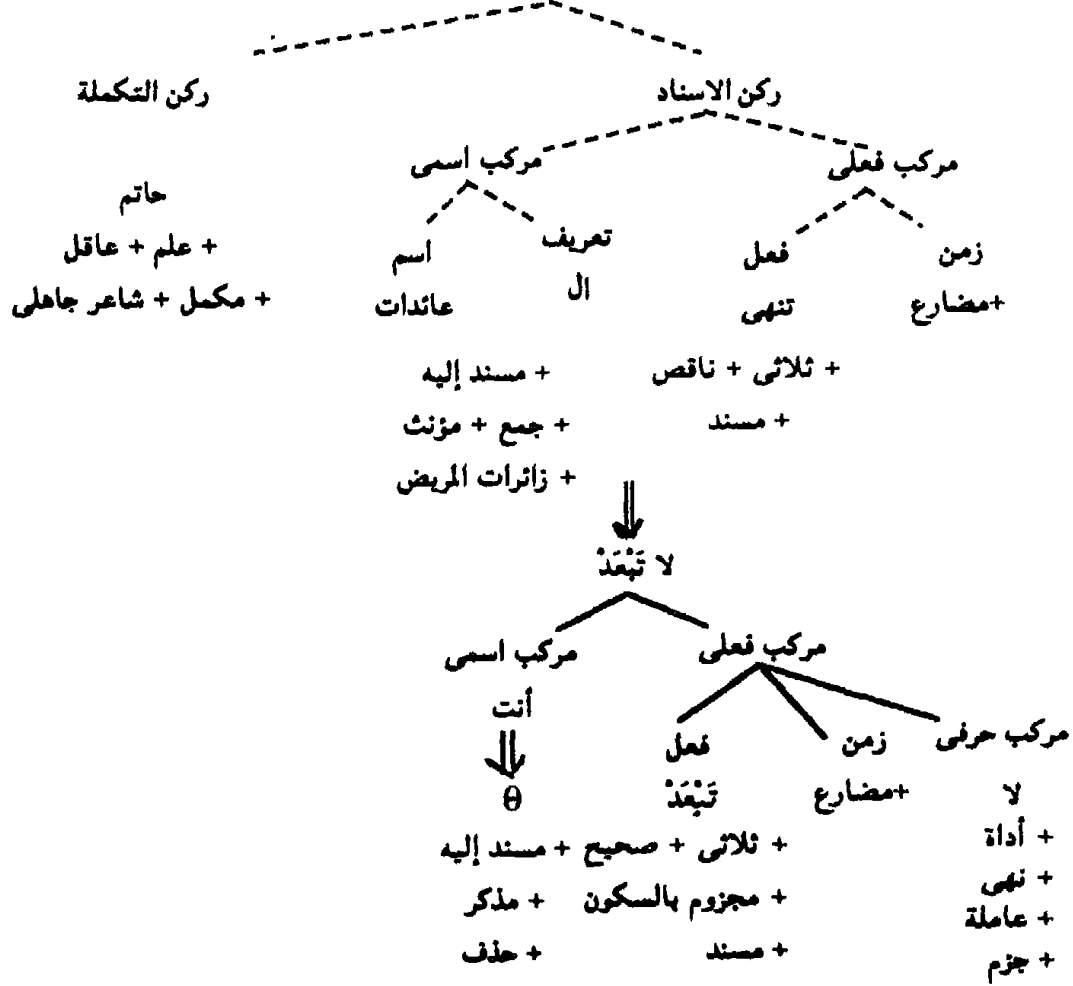 ركن الاسناد ركن التكملة
مركب فعلى مركب اسمى
حاتم
زمن فعل تعريف اسم + علم + عاقل
+مضارع تنهى ال عائدات + مكمل + شاعر جاهلى
+ ثلاثى + ناقص + مسند إليه
+ مسند + جمع + مؤنث
+ زائرات المريض
لا تَبْعَدْ
مركب فعلى مركب اسمى
أنت
مركب حرفى زمن فعل
لا +مضارع تَبْعَدْ θ
+ أداة + ثلاثى + صحيح + مسند إليه
+ نهى + مجزوم بالسكون + مذكر
+ عاملة + مسند + حذف
+ جزم